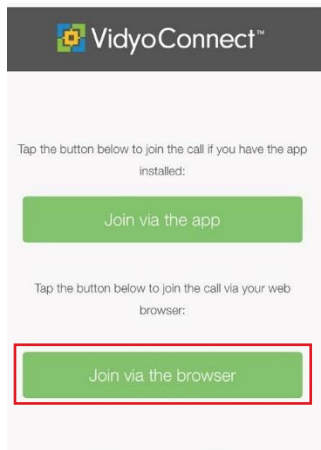 VidyoConnect™
Tap the button below to join the call if you have the app
installed:
Join via the app
Tap the button below to join the call via your web
browser:
Join via the browser